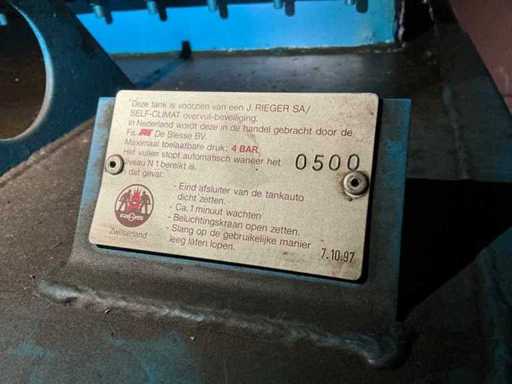 Deze tank is voorzien van een J. RIEGER SA/
SELF-CLIMAT overvul-beveiliging.
In Nederland wordt deze in de handel gebracht door de
Fa. De Blesse BV.
Maximaal toelaatbare druk: 4 BAR.
Het vullen stopt automatisch waneer het
niveau N 1 bereikt is. 0500
dat geval:
- Eind afsluiter van de tankauto
dicht zetten.
- Ca. 1 minuut wachten
- Beluchtingskraan open zetten.
- Slang op de gebruikelijke manier
leeg laten lopen.
Zwitserland
7.10.97